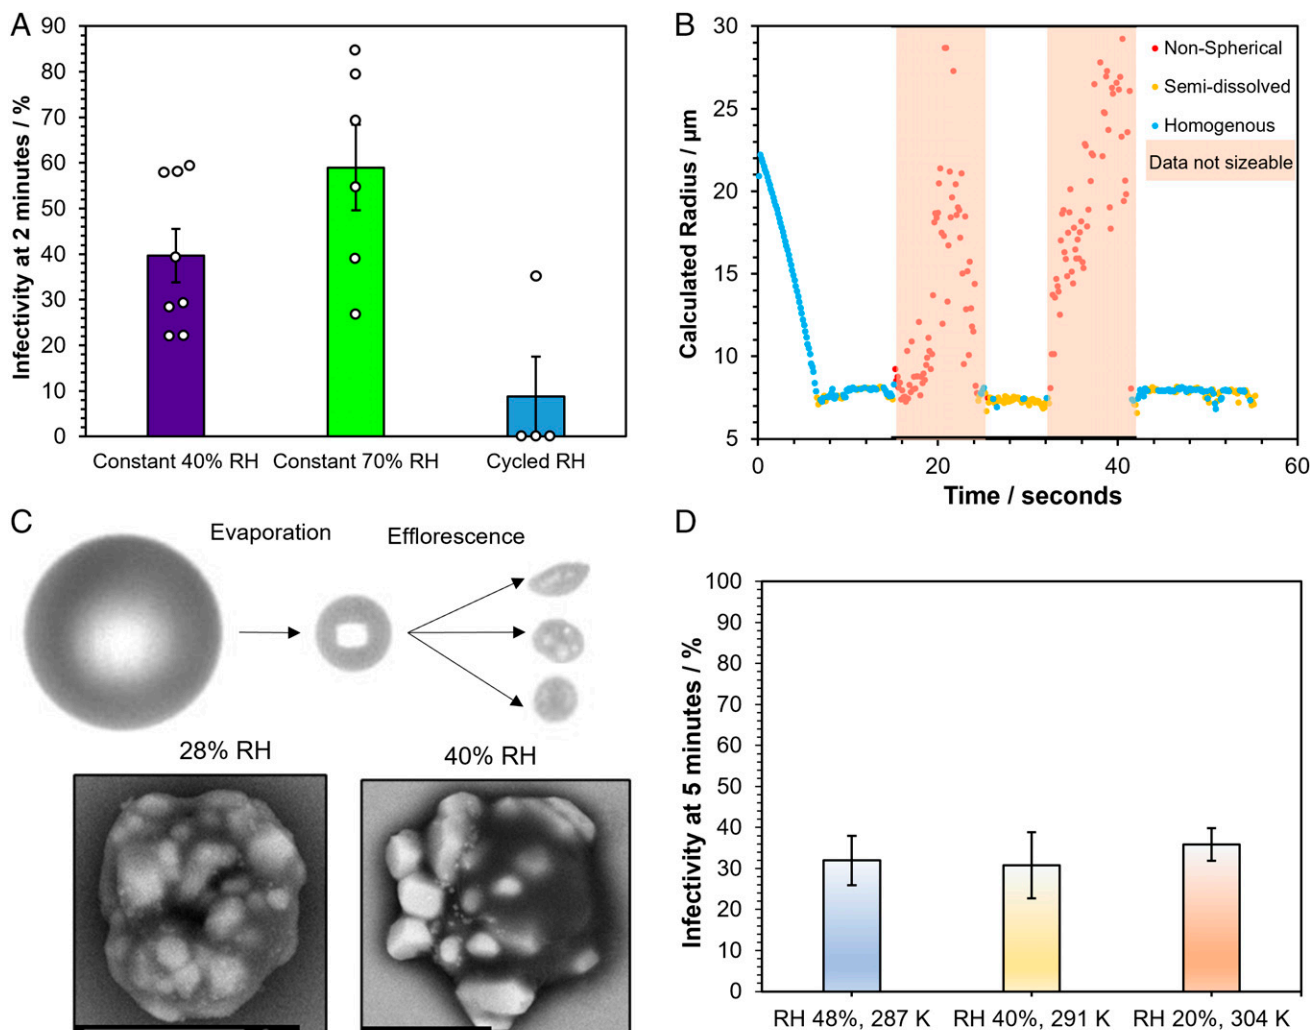 A
Infectivity at 2 minutes / %
90
80
70
60
50
40
30
20
10
0
Constant 40% RH
Constant 70% RH
Cycled RH
B
Calculated Radius / µm
30
25
20
15
10
5
0
20
40
60
Time / seconds
Non-Spherical
Semi-dissolved
Homogenous
Data not sizeable
C
Evaporation
Efflorescence
28% RH
40% RH
D
Infectivity at 5 minutes / %
100
90
80
70
60
50
40
30
20
10
0
RH 48%, 287 K
RH 40%, 291 K
RH 20%, 304 K